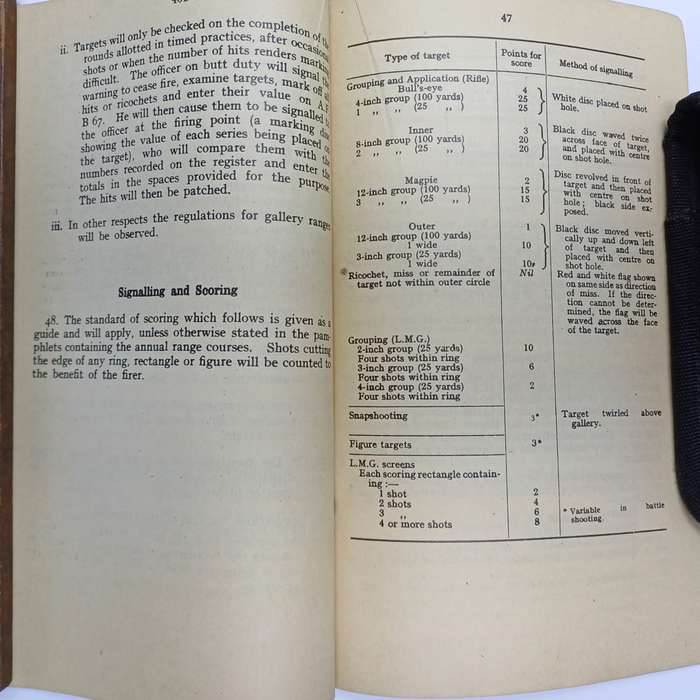 ii. Targets will only be checked on the completion of the
rounds allotted in timed practices, after occasional
shots or when the number of hits renders marking
difficult. The officer on butt duty will signal the
warning to cease fire, examine targets, mark off all
hits or ricochets and enter their value on A.F.
B 67. He will then cause them to be signalled to
the officer at the firing point (a marking disc
showing the value of each series being placed on
the target), who will compare them with the
numbers recorded on the register and enter the
totals in the spaces provided for the purpose.
The hits will then be patched.
iii. In other respects the regulations for gallery ranges
will be observed.
Signalling and Scoring
48. The standard of scoring which follows is given as a
guide and will apply, unless otherwise stated in the pam-
phlets containing the annual range courses. Shots cutting
the edge of any ring, rectangle or figure will be counted to
the benefit of the firer.
47
Type of target Points for score Method of signalling
Grouping and Application (Rifle)
Bull's-eye 4
4-inch group (100 yards) 25 White disc placed on shot
1 ,, ,, (25 ,, ) 25 hole.
Inner 3 Black disc waved twice
8-inch group (100 yards) 20 across face of target,
2 ,, ,, (25 ,, ) 20 and placed with centre
on shot hole.
Magpie 2 Disc revolved in front of
12-inch group (100 yards) 15 target and then placed
3 ,, ,, (25 ,, ) 15 with centre on shot
hole; black side ex-
posed.
Outer 1 Black disc moved verti-
12-inch group (100 yards) cally up and down left
1 wide 10 of target and then
3-inch group (25 yards) placed with centre on
1 wide 10 shot hole.
Ricochet, miss or remainder of Nil Red and white flag shown
target not within outer circle on same side as direction
of miss. If the direc-
tion cannot be deter-
mined, the flag will be
waved across the face
of the target.
Grouping (L.M.G.)
2-inch group (25 yards) 10
Four shots within ring
3-inch group (25 yards) 6
Four shots within ring
4-inch group (25 yards) 2
Four shots within ring
Snapshooting 3* Target twirled above
gallery.
Figure targets 3*
L.M.G. screens
Each scoring rectangle contain-
ing :—
1 shot 2
2 shots 4
3 ,, 6 * Variable in battle
4 or more shots 8 shooting.